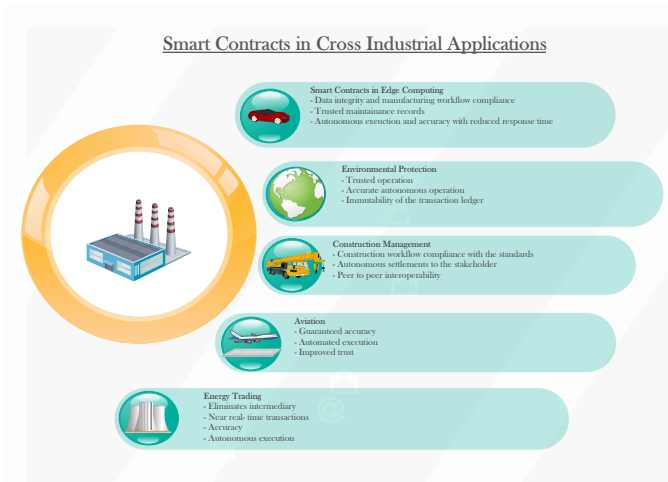 Smart Contracts in Cross Industrial Applications
Smart Contracts in Edge Computing
- Data integrity and manufacturing workflow compliance
- Trusted maintainance records
- Autonomous exeuction and accuracy with reduced response time
Environmental Protection
- Trusted operation
- Accurate autonomous operation
- Immutability of the transaction ledger
Construction Management
- Construction workflow compliance with the standards
- Autonomous settlements to the stakeholder
- Peer to peer interoperability
Aviation
- Guaranteed accuracy
- Automated execution
- Improved trust
Energy Trading
- Eliminates intermediary
- Near real- time transactions
- Accuracy
- Autonomous execution